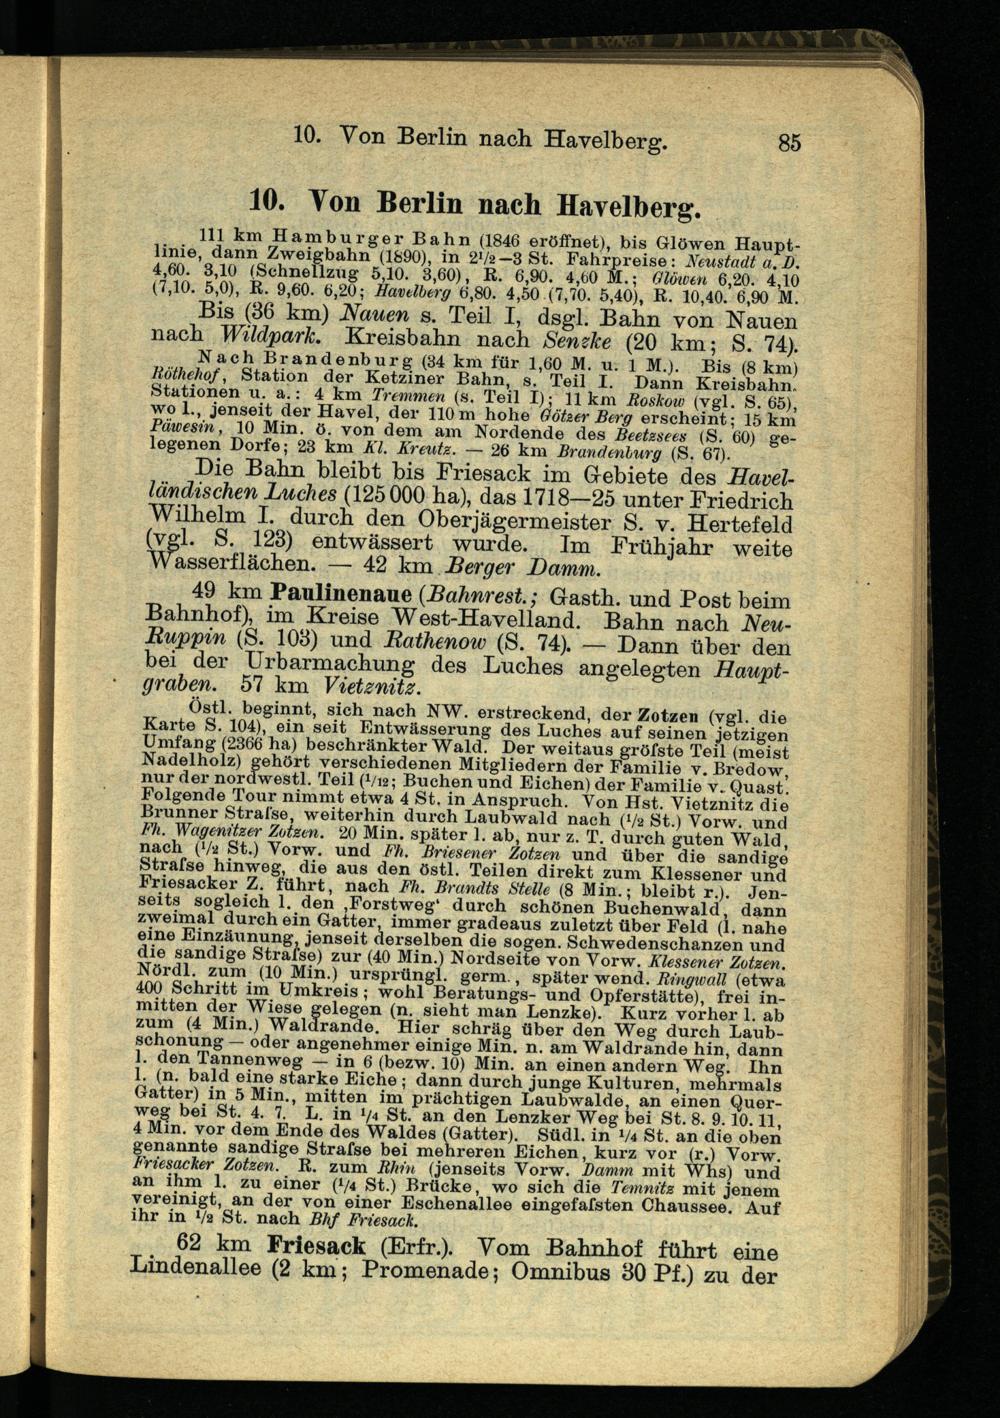 10. Von Berlin nach Havelberg. 85
10. Von Berlin nach Havelberg.
111 km Hamburger Bahn (1846 eröffnet), bis Glöwen Haupt-
linie, dann Zweigbahn (1890), in 2½–3 St. Fahrpreise: Neustadt a. D.
4,60. 3,10 (Schnellzug 5,10. 3,60), R. 6,90. 4,60 M.; Glöwen 6,20. 4,10
(7,10. 5,0), R. 9,60. 6,20; Havelberg 6,80. 4,50 (7,70. 5,40), R. 10,40. 6,90 M.
Bis (36 km) Nauen s. Teil I, dsgl. Bahn von Nauen
nach Wildpark. Kreisbahn nach Senzke (20 km; S. 74).
Nach Brandenburg (34 km für 1,60 M. u. 1 M.). Bis (8 km)
Röthehof, Station der Ketziner Bahn, s. Teil I. Dann Kreisbahn.
Stationen u. a.: 4 km Tremmen (s. Teil I); 11 km Roskow (vgl. S. 65),
wo l., jenseit der Havel, der 110 m hohe Götzer Berg erscheint; 15 km
Päwesin, 10 Min. ö. von dem am Nordende des Beetzsees (S. 60) ge-
legenen Dorfe; 23 km Kl. Kreutz. — 26 km Brandenburg (S. 67).
Die Bahn bleibt bis Friesack im Gebiete des Havel-
ländischen Luches (125 000 ha), das 1718—25 unter Friedrich
Wilhelm I. durch den Oberjägermeister S. v. Hertefeld
(vgl. S. 123) entwässert wurde. Im Frühjahr weite
Wasserflächen. — 42 km Berger Damm.
49 km Paulinenaue (Bahnrest.; Gasth. und Post beim
Bahnhof), im Kreise West-Havelland. Bahn nach Neu-
Ruppin (S. 103) und Rathenow (S. 74). — Dann über den
bei der Urbarmachung des Luches angelegten Haupt-
graben. 57 km Vietznitz.
Östl. beginnt, sich nach NW. erstreckend, der Zotzen (vgl. die
Karte S. 104), ein seit Entwässerung des Luches auf seinen jetzigen
Umfang (2366 ha) beschränkter Wald. Der weitaus gröfste Teil (meist
Nadelholz) gehört verschiedenen Mitgliedern der Familie v. Bredow,
nur der nordwestl. Teil (1/12; Buchen und Eichen) der Familie v. Quast.
Folgende Tour nimmt etwa 4 St. in Anspruch. Von Hst. Vietznitz die
Brunner Strafse, weiterhin durch Laubwald nach (½ St.) Vorw. und
Fh. Wagenitzer Zotzen. 20 Min. später l. ab, nur z. T. durch guten Wald,
nach (½ St.) Vorw. und Fh. Briesener Zotzen und über die sandige
Strafse hinweg, die aus den östl. Teilen direkt zum Klessener und
Friesacker Z. führt, nach Fh. Brandts Stelle (8 Min.; bleibt r.). Jen-
seits sogleich l. den ‚Forstweg‘ durch schönen Buchenwald, dann
zweimal durch ein Gatter, immer gradeaus zuletzt über Feld (l. nahe
eine Einzäunung, jenseit derselben die sogen. Schwedenschanzen und
die sandige Strafse) zur (40 Min.) Nordseite von Vorw. Klessener Zotzen.
Nördl. zum (10 Min.) ursprüngl. germ., später wend. Ringwall (etwa
400 Schritt im Umkreis; wohl Beratungs- und Opferstätte), frei in-
mitten der Wiese gelegen (n. sieht man Lenzke). Kurz vorher l. ab
zum (4 Min.) Waldrande. Hier schräg über den Weg durch Laub-
schonung — oder angenehmer einige Min. n. am Waldrande hin, dann
l. den Tannenweg — in 6 (bezw. 10) Min. an einen andern Weg. Ihn
l. (n. bald eine starke Eiche; dann durch junge Kulturen, mehrmals
Gatter) in 5 Min., mitten im prächtigen Laubwalde, an einen Quer-
weg bei St. 4. 7. L. in ¼ St. an den Lenzker Weg bei St. 8. 9. 10. 11,
4 Min. vor dem Ende des Waldes (Gatter). Südl. in ¼ St. an die oben
genannte sandige Strafse bei mehreren Eichen, kurz vor (r.) Vorw.
Friesacker Zotzen. R. zum Rhin (jenseits Vorw. Damm mit Whs) und
an ihm l. zu einer (¼ St.) Brücke, wo sich die Temnitz mit jenem
vereinigt, an der von einer Eschenallee eingefafsten Chaussee. Auf
ihr in ½ St. nach Bhf Friesack.
62 km Friesack (Erfr.). Vom Bahnhof führt eine
Lindenallee (2 km; Promenade; Omnibus 30 Pf.) zu der